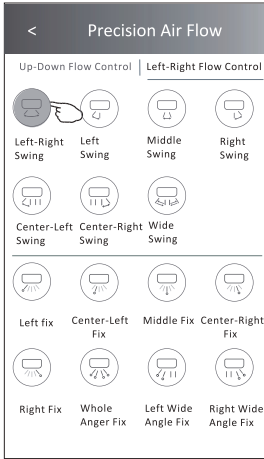 < Precision Air Flow
Up-Down Flow Control Left-Right Flow Control
Left-Right Swing
Left Swing
Middle Swing
Right Swing
Center-Left Swing
Center-Right Swing
Wide Swing
Left fix
Center-Left Fix
Middle Fix
Center-Right Fix
Right Fix
Whole Anger Fix
Left Wide Angle Fix
Right Wide Angle Fix